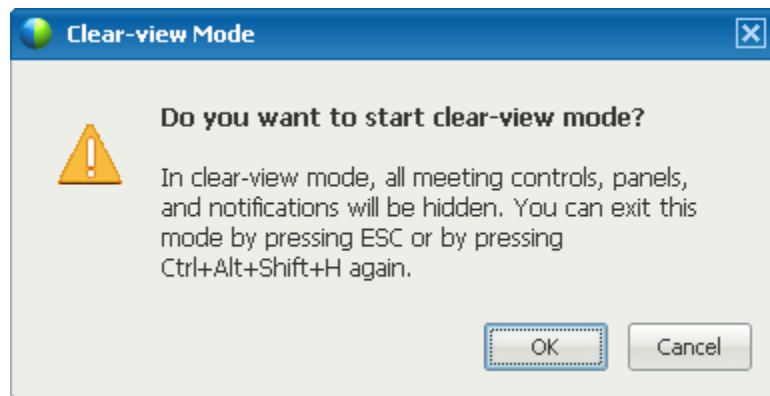 Clear-view Mode
Do you want to start clear-view mode?
In clear-view mode, all meeting controls, panels,
and notifications will be hidden. You can exit this
mode by pressing ESC or by pressing
Ctrl+Alt+Shift+H again.
OK
Cancel